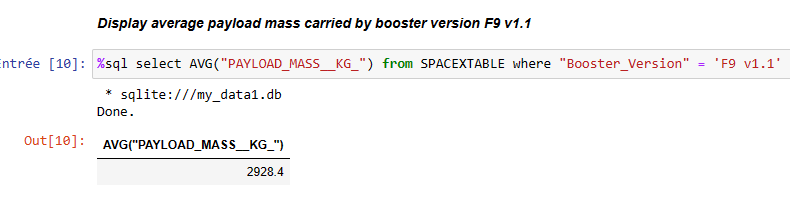 Display average payload mass carried by booster version F9 v1.1
Entrée [10]: %sql select AVG("PAYLOAD_MASS__KG_") from SPACEXTABLE where "Booster_Version" = 'F9 v1.1'
* sqlite:///my_data1.db
Done.
Out[10]: AVG("PAYLOAD_MASS__KG_")
2928.4